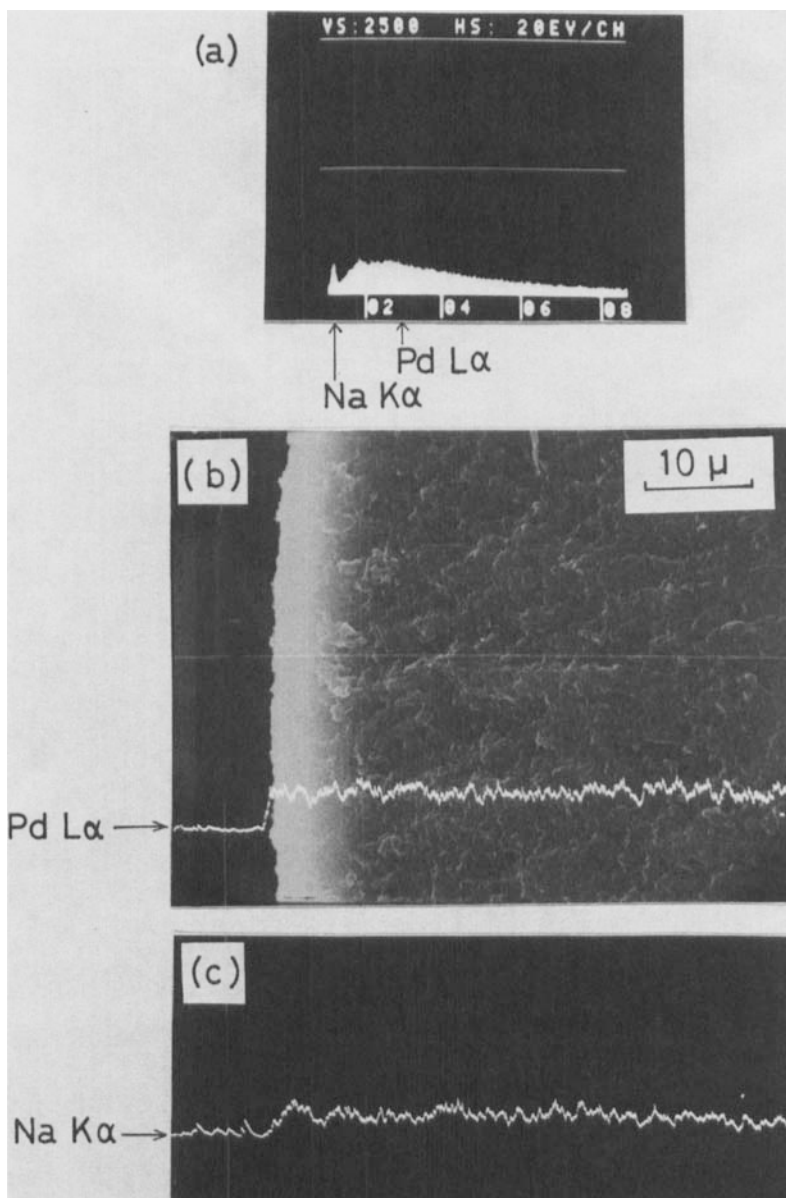 (a)
VS:2500 HS: 20EV/CH
02 04 06 08
Pd Lα
Na Kα
(b)
10 μ
Pd Lα
(c)
Na Kα